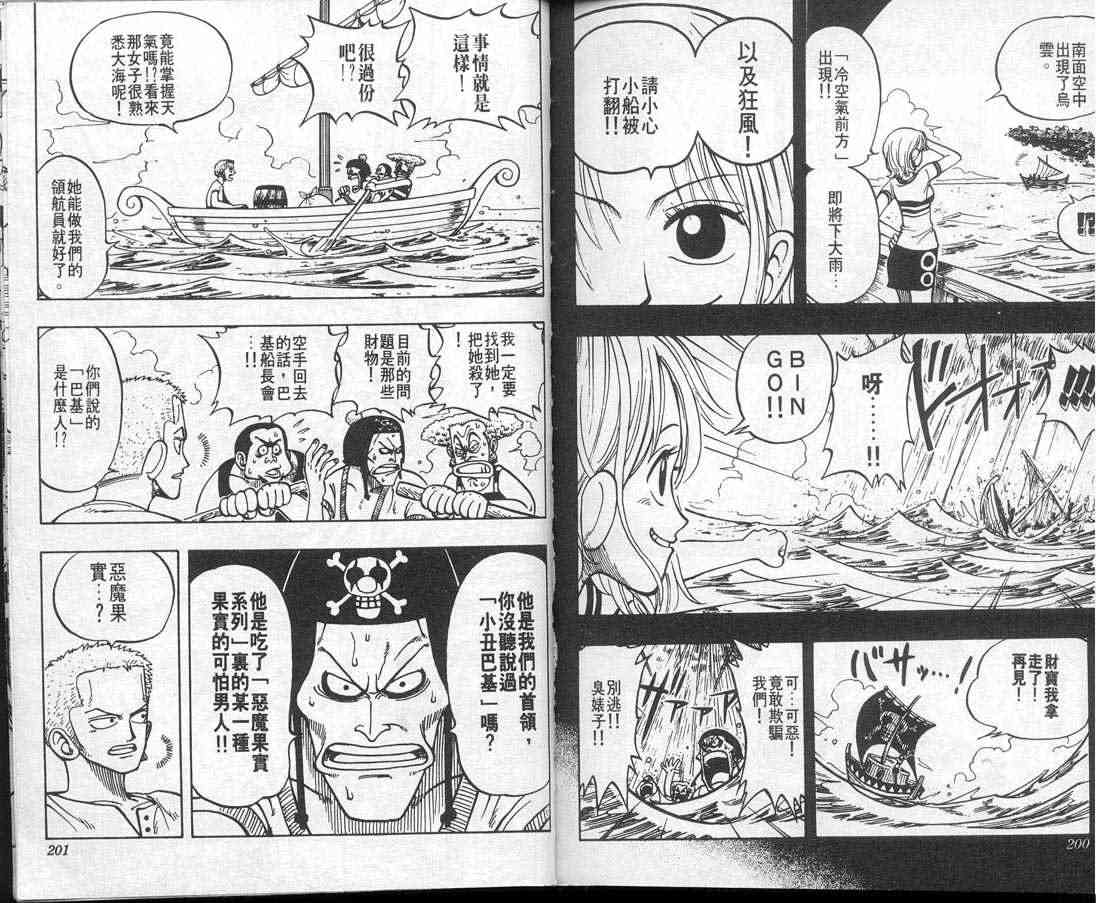 南面空中
出現了烏
雲。
「冷空氣前方」
出現!!
即將下大雨…
!?
以及狂風！
請小心
小船被
打翻!!
呀……!!
BIN
GO!!
ドドドド
財寶我拿
走了！
再見！
バサッ…!
可…可惡！
竟敢欺騙
我們！
別逃!!
臭婊子!!
200
事情就是
這樣！
很過份
吧!?
竟能掌握天
氣嗎!?看來
那女子很熟
悉大海呢！
她能做我們的
領航員就好了。
我一定要
找到她，
把她殺了
！
目前的問
題是那些
財物！
空手回去
的話，巴
基船長會
…!!
你們說的
「巴基」
是什麼人!?
他是我們的首領，
你沒聽說過
「小丑巴基」嗎？
他是吃了「惡魔果實
系列」裏的某一種
果實的可怕男人!!
惡魔果
實…？
201